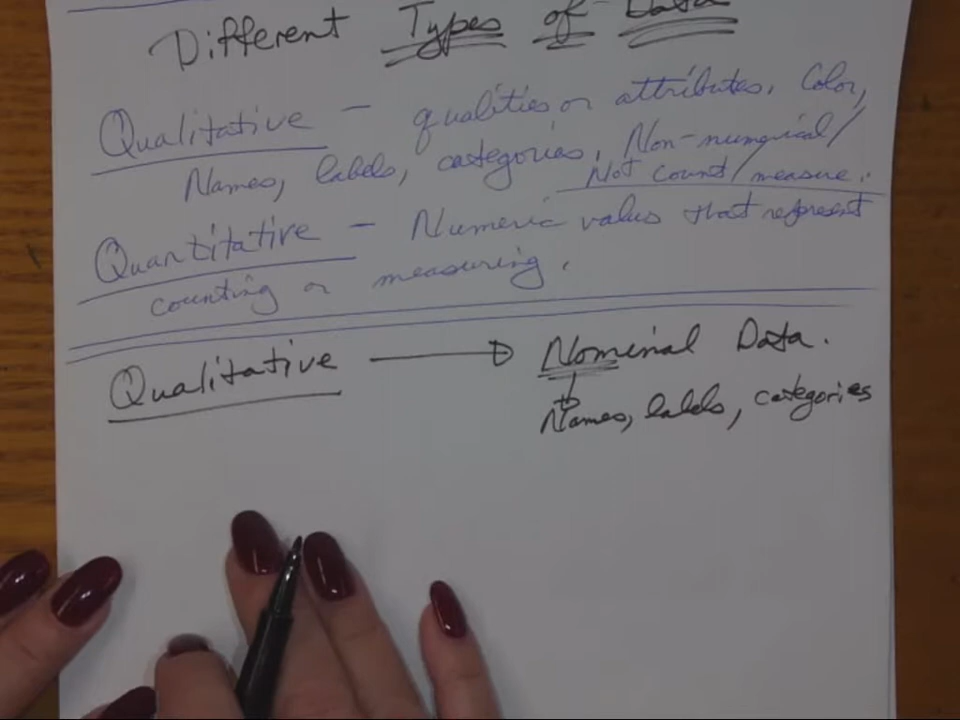 Different Types of Data
Qualitative – qualities or attributes, Color,
Names, labels, categories, Non-numerical/
Not count/measure.
Quantitative – Numeric values that represent
counting or measuring.
Qualitative → Nominal Data.
Names, labels, categories